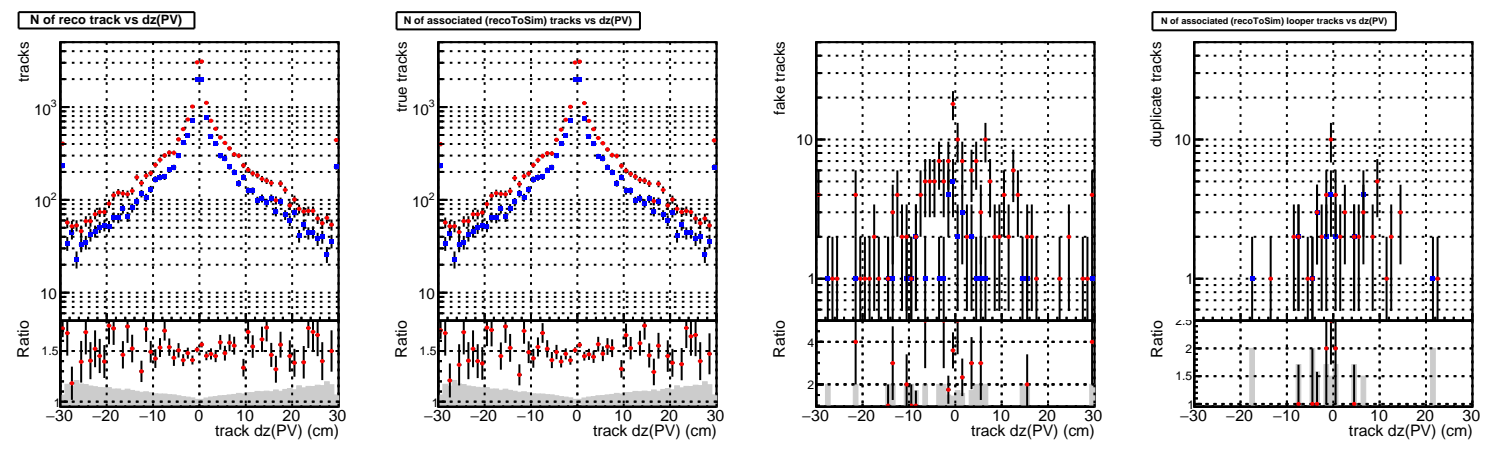 N of reco track vs dz(PV)
tracks
10³
10²
10
Ratio
1.5
1
−30 −20 −10 0 10 20 30
track dz(PV) (cm)
N of associated (recoToSim) tracks vs dz(PV)
true tracks
10³
10²
10
Ratio
1.5
1
−30 −20 −10 0 10 20 30
track dz(PV) (cm)
fake tracks
10
1
Ratio
4
2
−30 −20 −10 0 10 20 30
track dz(PV) (cm)
N of associated (recoToSim) looper tracks vs dz(PV)
duplicate tracks
10
1
Ratio
2.5
2
1.5
1
−30 −20 −10 0 10 20 30
track dz(PV) (cm)